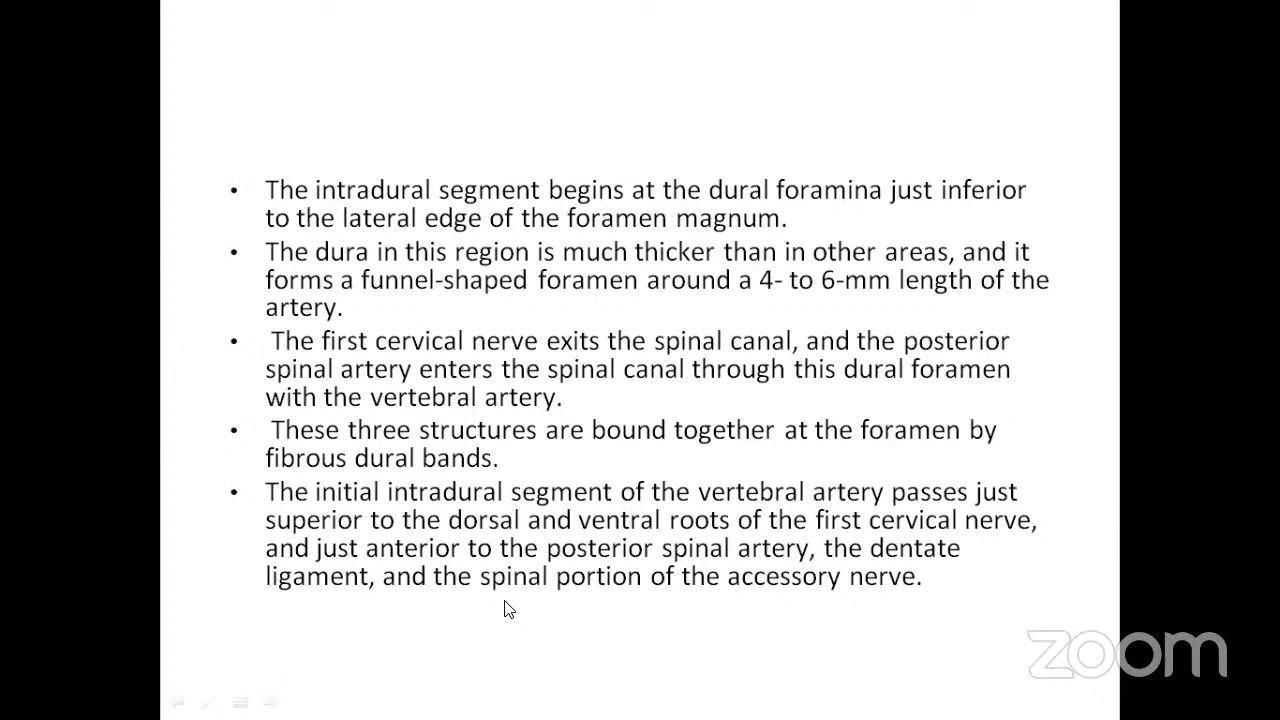 • The intradural segment begins at the dural foramina just inferior
to the lateral edge of the foramen magnum.
• The dura in this region is much thicker than in other areas, and it
forms a funnel-shaped foramen around a 4- to 6-mm length of the
artery.
• The first cervical nerve exits the spinal canal, and the posterior
spinal artery enters the spinal canal through this dural foramen
with the vertebral artery.
• These three structures are bound together at the foramen by
fibrous dural bands.
• The initial intradural segment of the vertebral artery passes just
superior to the dorsal and ventral roots of the first cervical nerve,
and just anterior to the posterior spinal artery, the dentate
ligament, and the spinal portion of the accessory nerve.
zoom